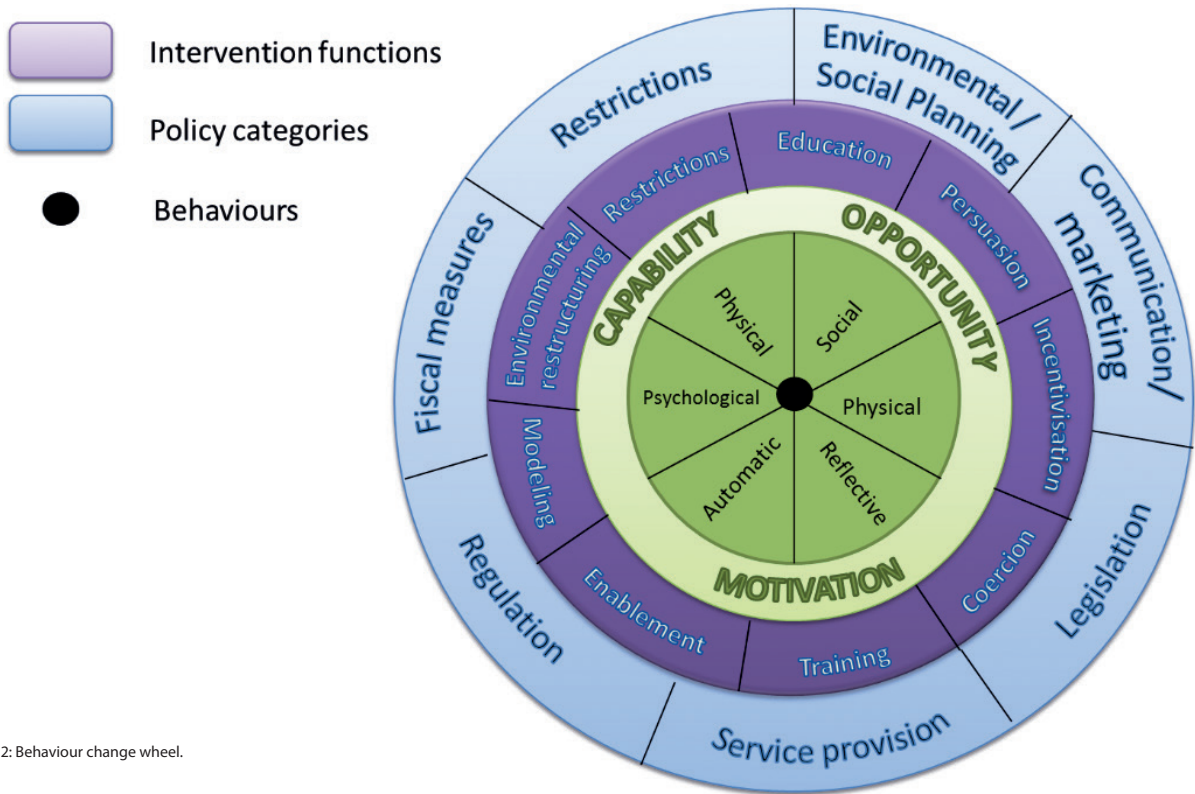 Intervention functions
Policy categories
Behaviours
Restrictions
Environmental/
Social Planning
Communication/
marketing
Legislation
Service provision
Regulation
Fiscal measures
Restrictions
Education
Persuasion
Incentivisation
Coercion
Training
Enablement
Modeling
Environmental
restructuring
CAPABILITY
OPPORTUNITY
MOTIVATION
Physical
Social
Psychological
Physical
Automatic
Reflective
2: Behaviour change wheel.